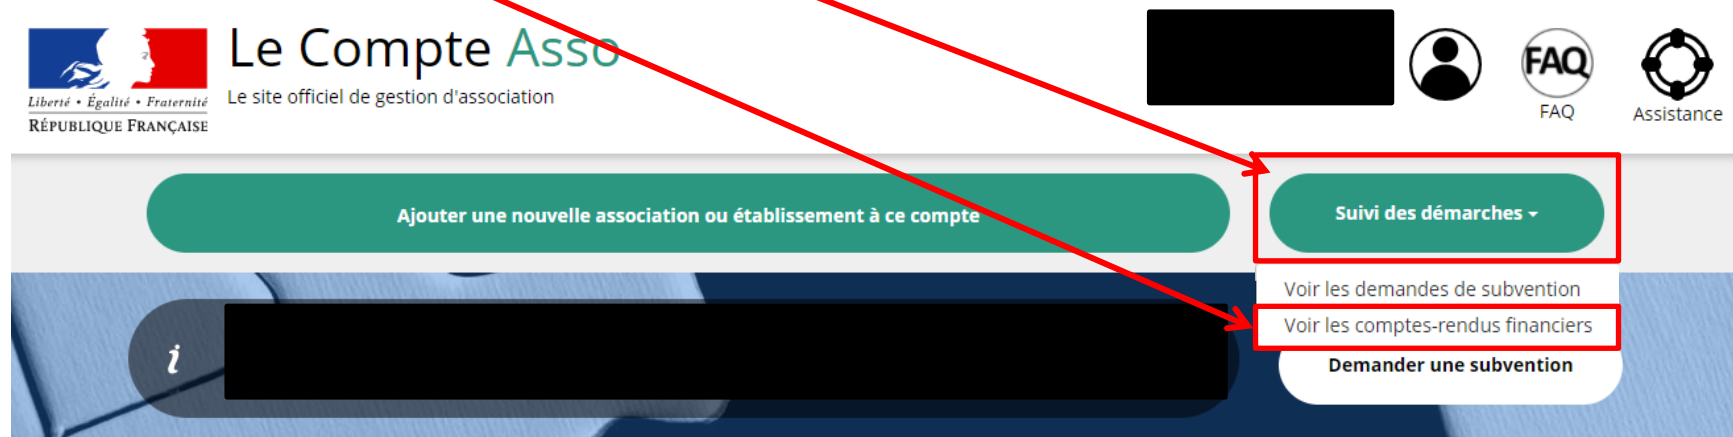 Le Compte Asso
Le site officiel de gestion d'association
Liberté • Égalité • Fraternité
RÉPUBLIQUE FRANÇAISE
FAQ
FAQ
Assistance
Ajouter une nouvelle association ou établissement à ce compte
Suivi des démarches
Voir les demandes de subvention
Voir les comptes-rendus financiers
i
Demander une subvention